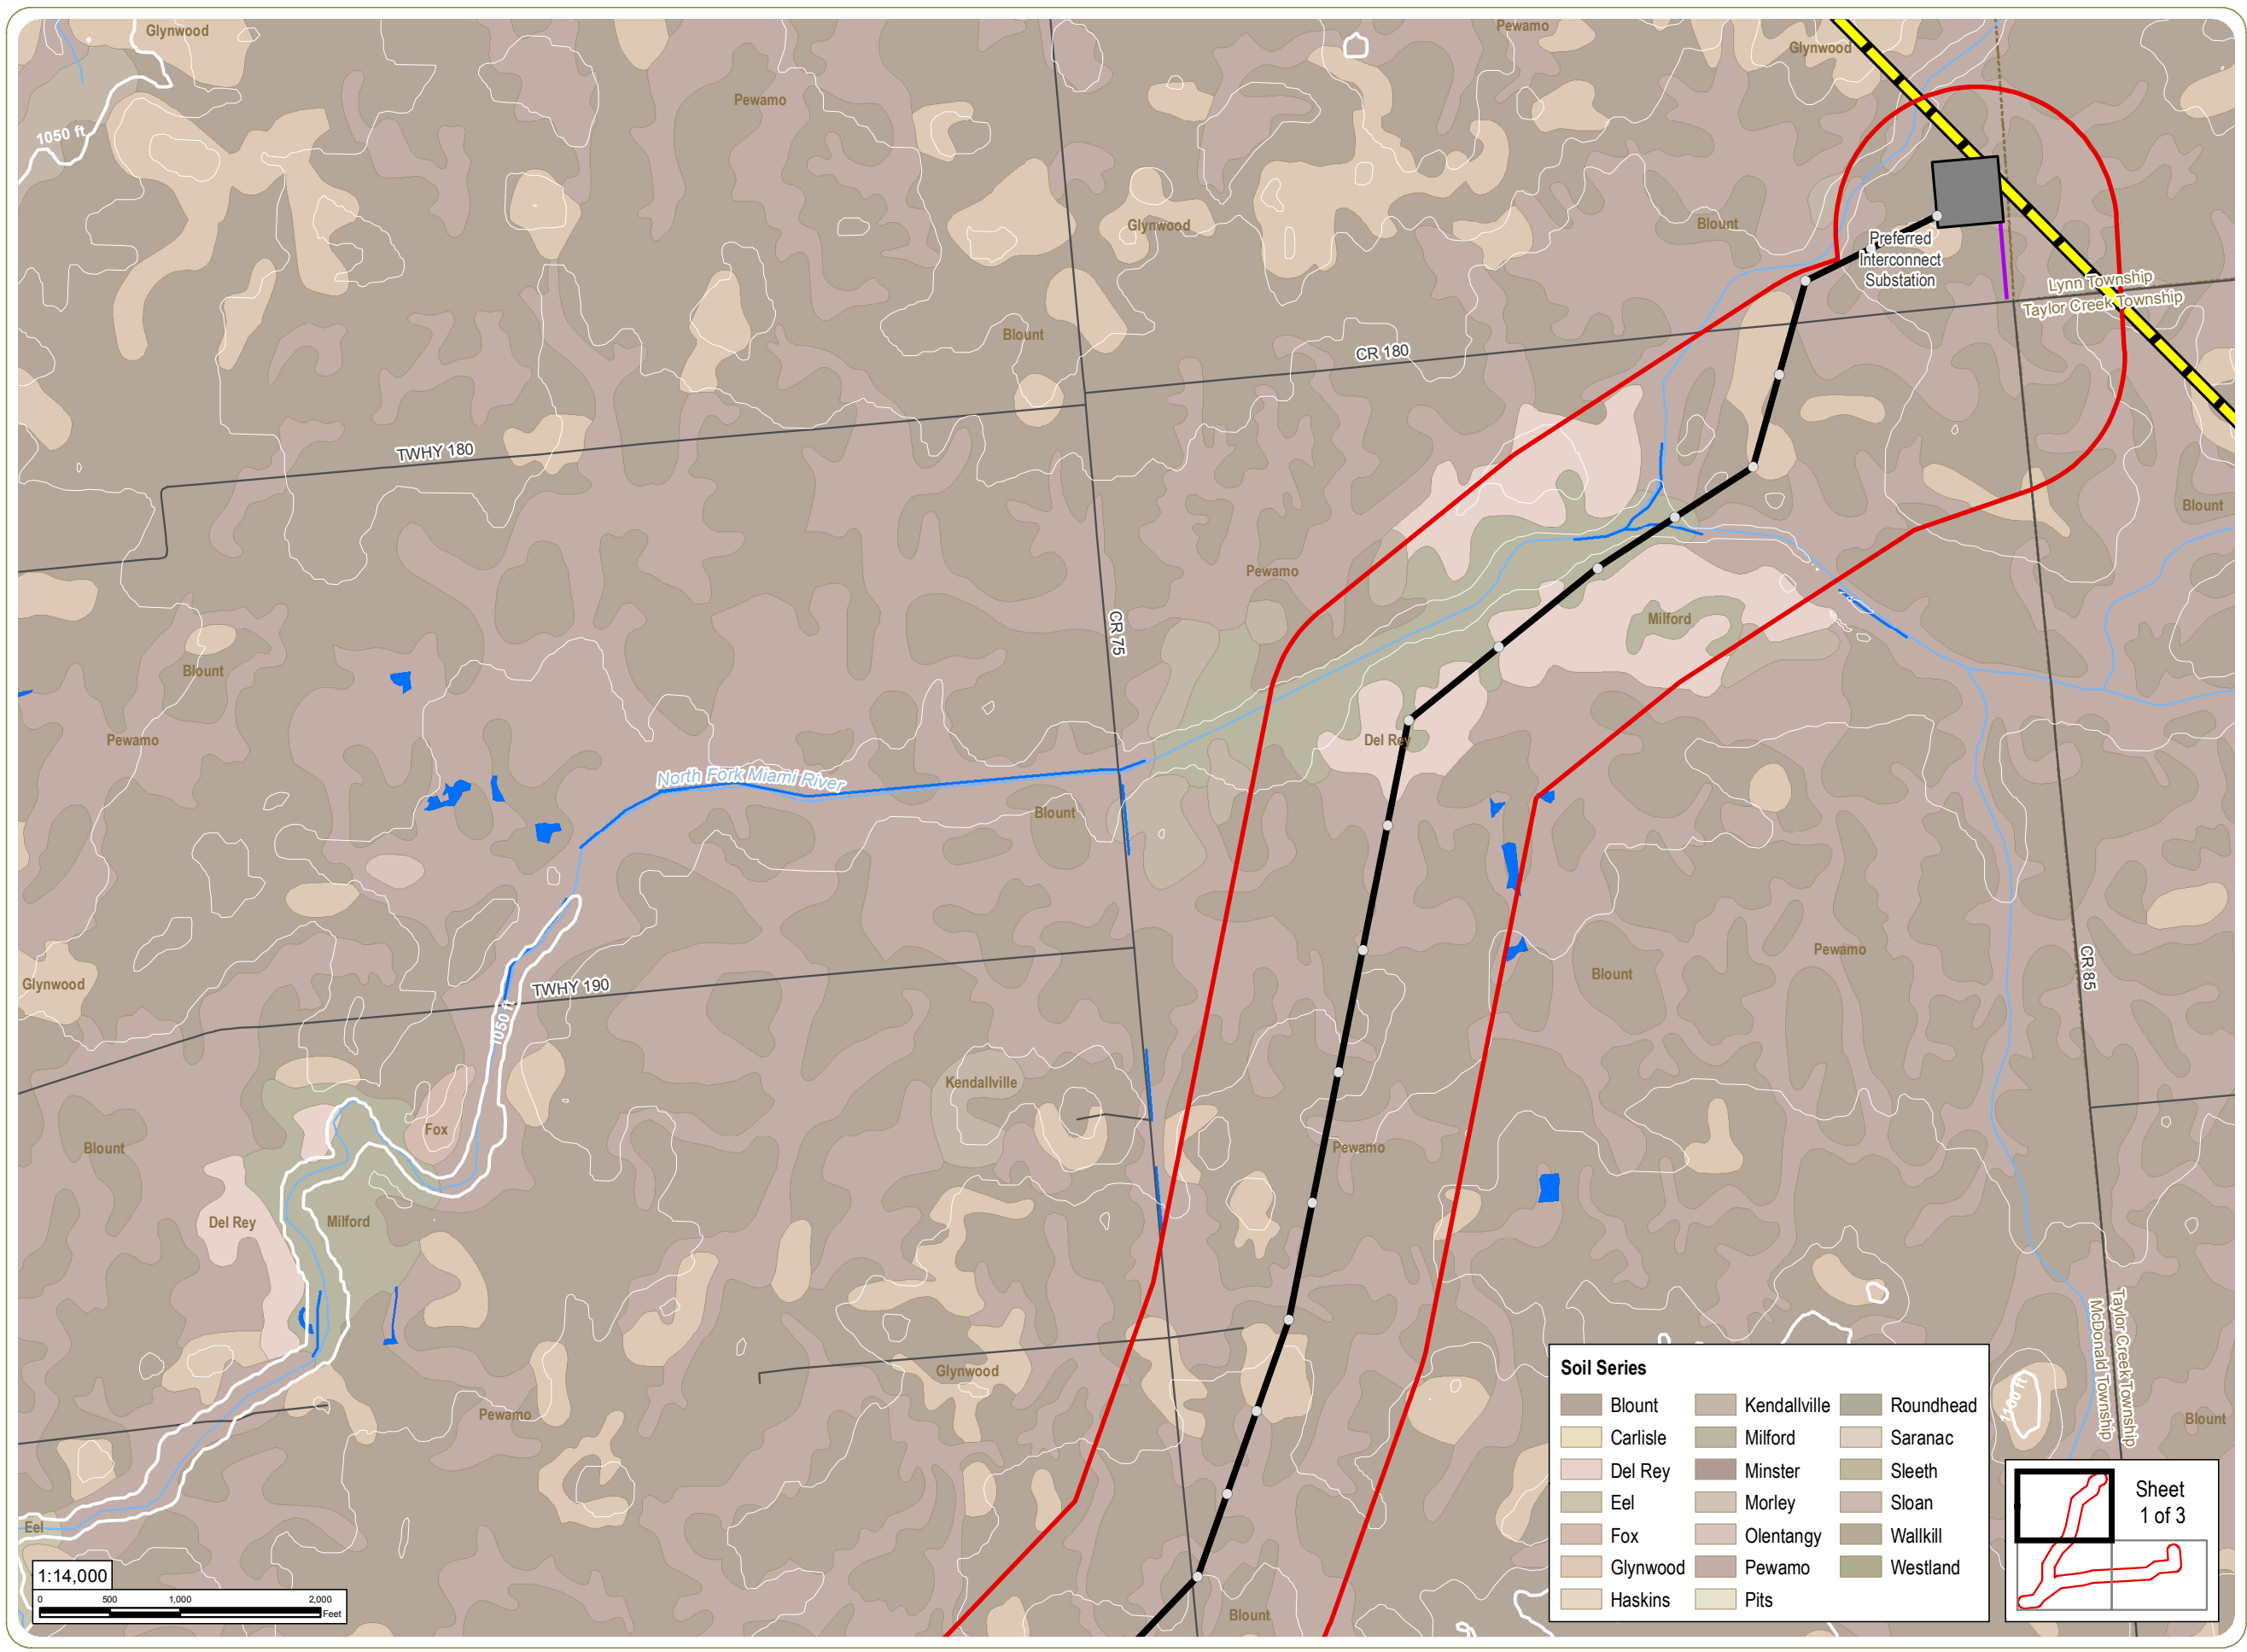 Glynwood
Pewamo
Glynwood
1050 ft
Pewamo
Glynwood
Blount
Preferred
Interconnect
Substation
Lynn Township
Taylor Creek Township
Blount
CR 180
TWHY 180
Blount
Pewamo
CR 75
Milford
Blount
Pewamo
Del Rey
North Fork Miami River
Blount
Pewamo
Blount
CR 85
Glynwood
TWHY 190
1050 ft
Kendallville
Fox
Blount
Pewamo
Del Rey
Milford
Glynwood
Pewamo
Taylor Creek Township
McDonald Township
1100 ft
Blount
Eel
Blount
Soil Series
Blount
Carlisle
Del Rey
Eel
Fox
Glynwood
Haskins
Kendallville
Milford
Minster
Morley
Olentangy
Pewamo
Pits
Roundhead
Saranac
Sleeth
Sloan
Wallkill
Westland
Sheet
1 of 3
1:14,000
0 500 1,000 2,000
Feet